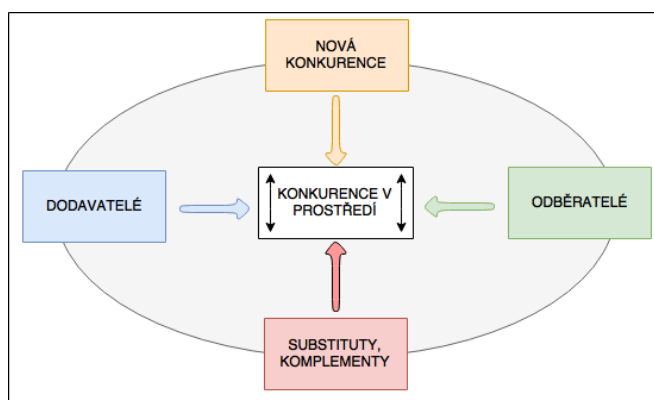 NOVÁ
KONKURENCE
DODAVATELÉ
KONKURENCE V
PROSTŘEDÍ
ODBĚRATELÉ
SUBSTITUTY,
KOMPLEMENTY